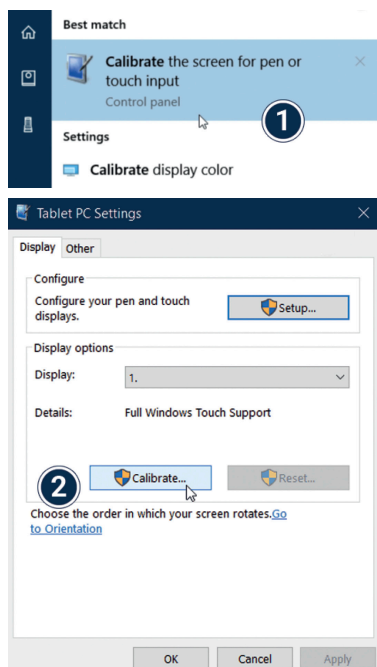 Best match
Calibrate the screen for pen or
touch input
Control panel
1
Settings
Calibrate display color
Tablet PC Settings
Display Other
Configure
Configure your pen and touch
displays.
Setup...
Display options
Display: 1.
Details: Full Windows Touch Support
2
Calibrate... Reset...
Choose the order in which your screen rotates.Go
to Orientation
OK Cancel Apply